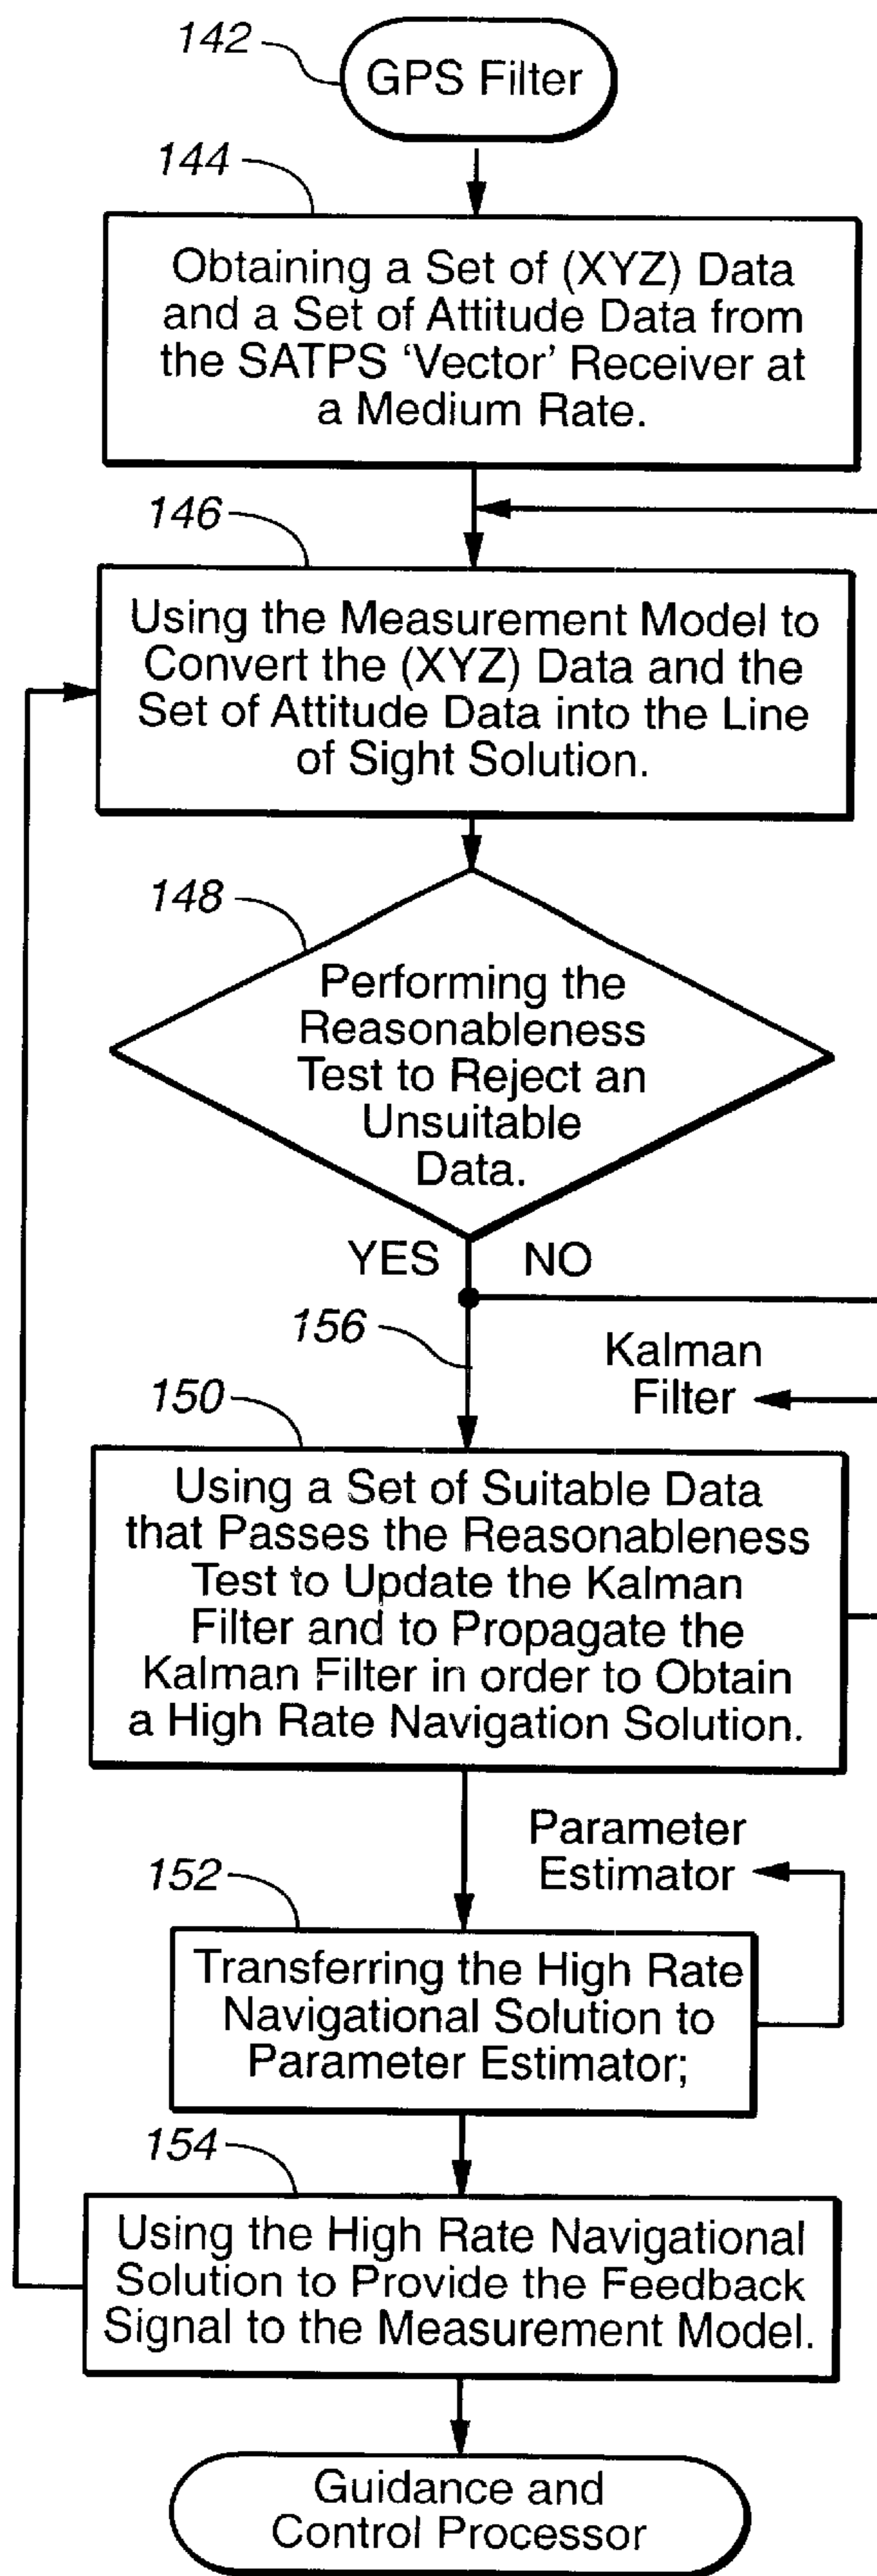 142
GPS Filter
144
Obtaining a Set of (XYZ) Data
and a Set of Attitude Data from
the SATPS ‘Vector’ Receiver at
a Medium Rate.
146
Using the Measurement Model to
Convert the (XYZ) Data and the
Set of Attitude Data into the Line
of Sight Solution.
148
Performing the
Reasonableness
Test to Reject an
Unsuitable
Data.
YES NO
156
Kalman
Filter
150
Using a Set of Suitable Data
that Passes the Reasonableness
Test to Update the Kalman
Filter and to Propagate the
Kalman Filter in order to Obtain
a High Rate Navigation Solution.
Parameter
Estimator
152
Transferring the High Rate
Navigational Solution to
Parameter Estimator;
154
Using the High Rate Navigational
Solution to Provide the Feedback
Signal to the Measurement Model.
Guidance and
Control Processor